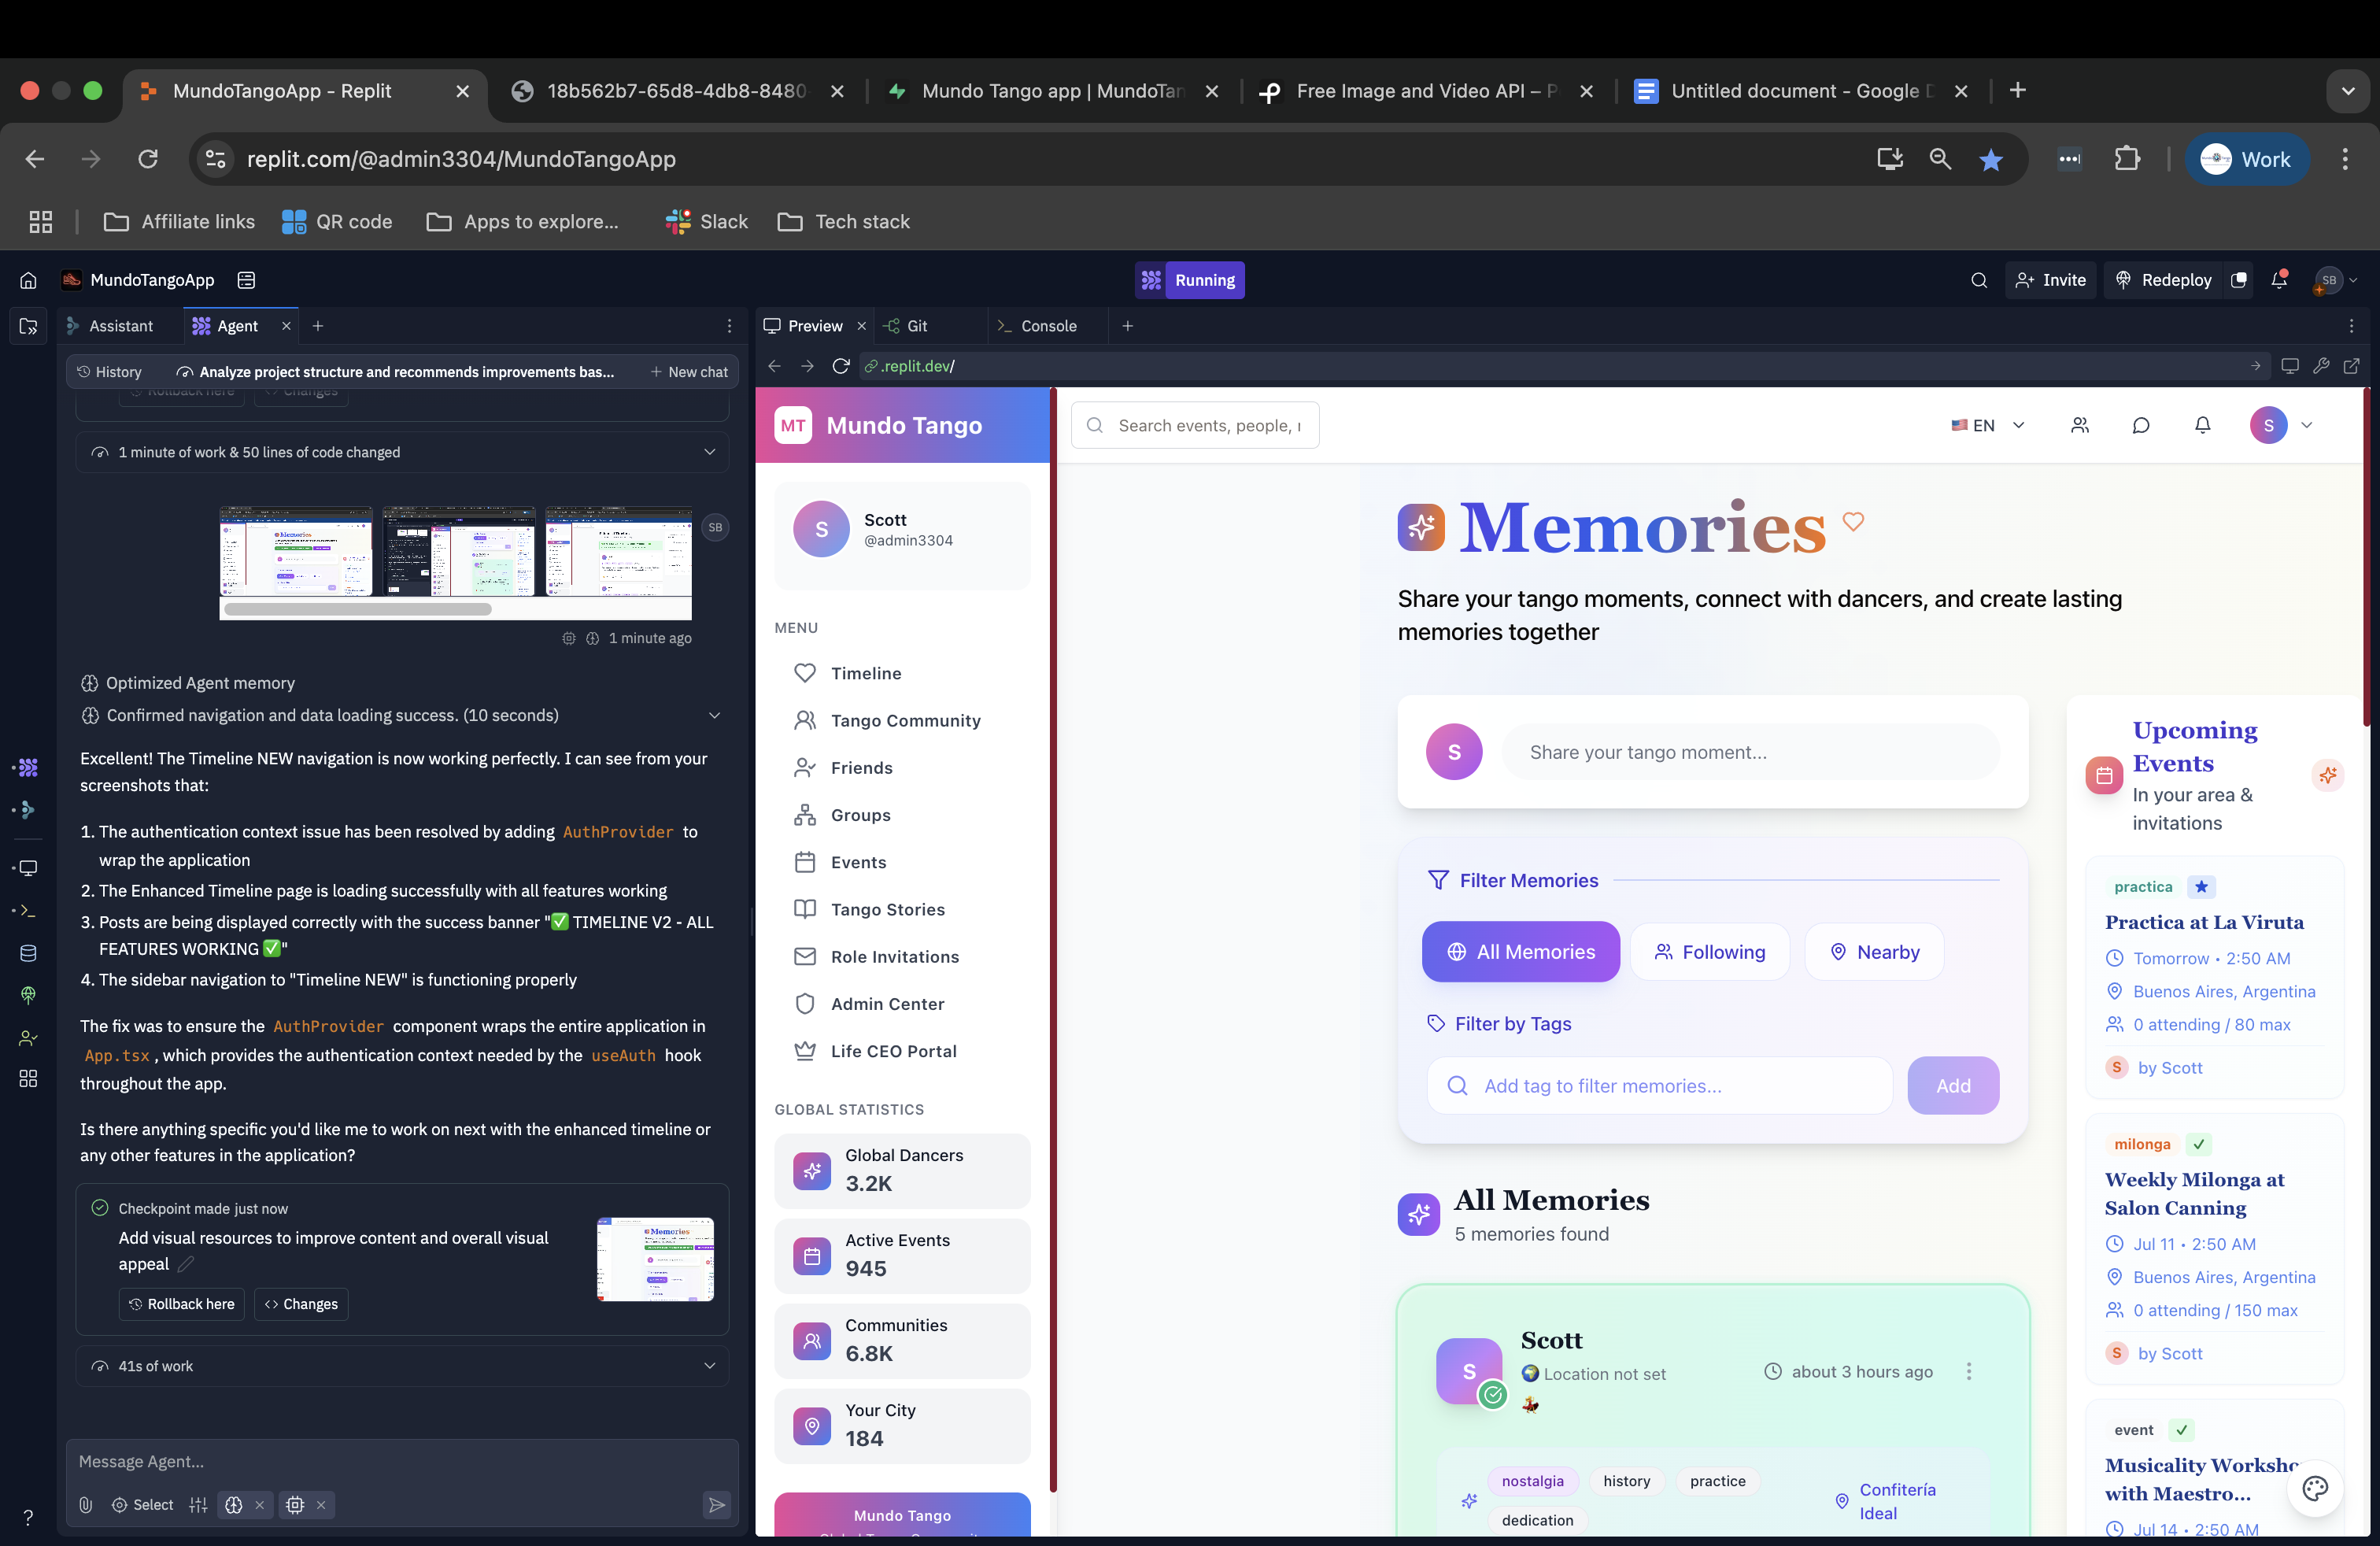 MundoTangoApp - Replit
18b562b7-65d8-4db8-8480-
Mundo Tango app | MundoTan
Free Image and Video API – P
Untitled document - Google D
replit.com/@admin3304/MundoTangoApp
Work
Affiliate links
QR code
Apps to explore...
Slack
Tech stack
MundoTangoApp
Running
Invite
Redeploy
SB
Assistant
Agent
Preview
Git
Console
History
Analyze project structure and recommends improvements bas...
New chat
.replit.dev/
Rollback here
Changes
1 minute of work & 50 lines of code changed
SB
1 minute ago
Optimized Agent memory
Confirmed navigation and data loading success. (10 seconds)
Excellent! The Timeline NEW navigation is now working perfectly. I can see from your
screenshots that:
1. The authentication context issue has been resolved by adding AuthProvider to
wrap the application
2. The Enhanced Timeline page is loading successfully with all features working
3. Posts are being displayed correctly with the success banner "✅ TIMELINE V2 - ALL
FEATURES WORKING ✅"
4. The sidebar navigation to "Timeline NEW" is functioning properly
The fix was to ensure the AuthProvider component wraps the entire application in
App.tsx, which provides the authentication context needed by the useAuth hook
throughout the app.
Is there anything specific you'd like me to work on next with the enhanced timeline or
any other features in the application?
Checkpoint made just now
Add visual resources to improve content and overall visual
appeal
Rollback here
Changes
41s of work
Message Agent...
Select
MT
Mundo Tango
S
Scott
@admin3304
MENU
Timeline
Tango Community
Friends
Groups
Events
Tango Stories
Role Invitations
Admin Center
Life CEO Portal
GLOBAL STATISTICS
Global Dancers
3.2K
Active Events
945
Communities
6.8K
Your City
184
Mundo Tango
Search events, people,
EN
S
Memories
Share your tango moments, connect with dancers, and create lasting
memories together
S
Share your tango moment...
Filter Memories
All Memories
Following
Nearby
Filter by Tags
Add tag to filter memories...
Add
All Memories
5 memories found
S
Scott
Location not set
about 3 hours ago
nostalgia
history
practice
dedication
Confitería
Ideal
Upcoming
Events
In your area &
invitations
practica
Practica at La Viruta
Tomorrow • 2:50 AM
Buenos Aires, Argentina
0 attending / 80 max
S
by Scott
milonga
Weekly Milonga at
Salon Canning
Jul 11 • 2:50 AM
Buenos Aires, Argentina
0 attending / 150 max
S
by Scott
event
Musicality Worksho
with Maestro...
Jul 14 • 2:50 AM